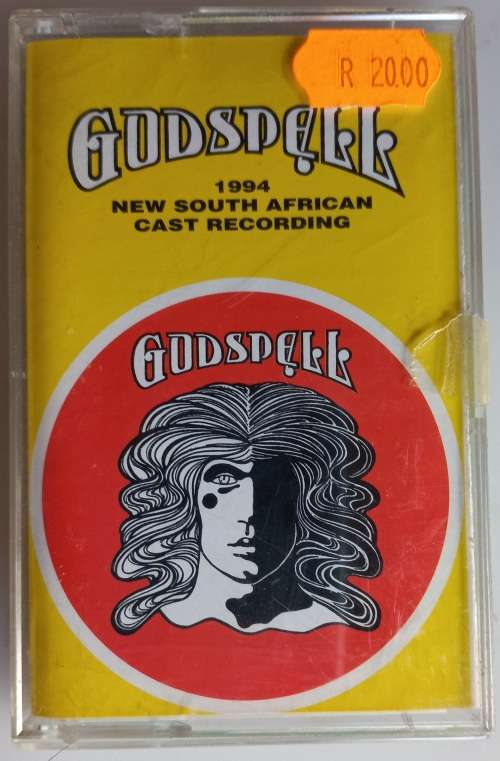 R 20.00
GODSPELL
1994
NEW SOUTH AFRICAN
CAST RECORDING
GODSPELL